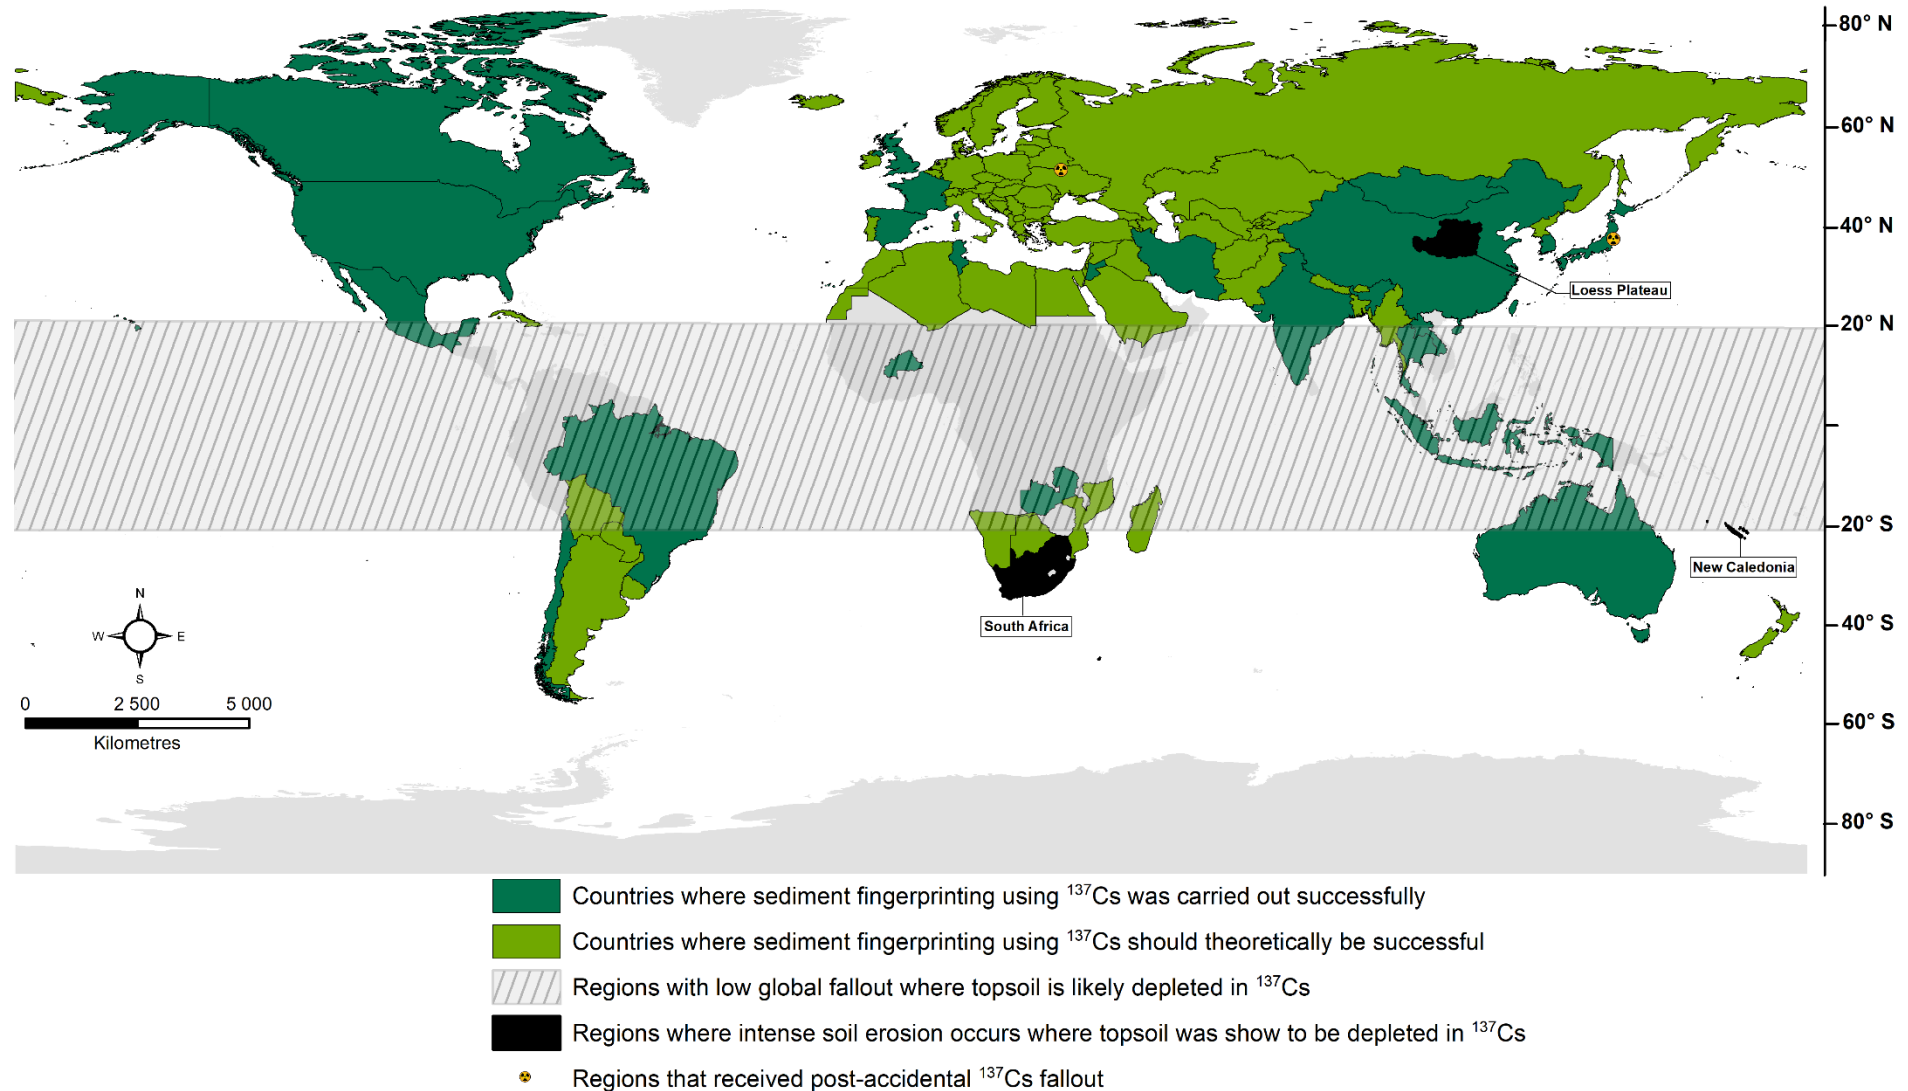 80° N
60° N
40° N
Loess Plateau
20° N
20° S
New Caledonia
South Africa
N
W E
S
40° S
0 2 500 5 000
Kilometres
60° S
80° S
Countries where sediment fingerprinting using ¹³⁷Cs was carried out successfully
Countries where sediment fingerprinting using ¹³⁷Cs should theoretically be successful
Regions with low global fallout where topsoil is likely depleted in ¹³⁷Cs
Regions where intense soil erosion occurs where topsoil was show to be depleted in ¹³⁷Cs
Regions that received post-accidental ¹³⁷Cs fallout